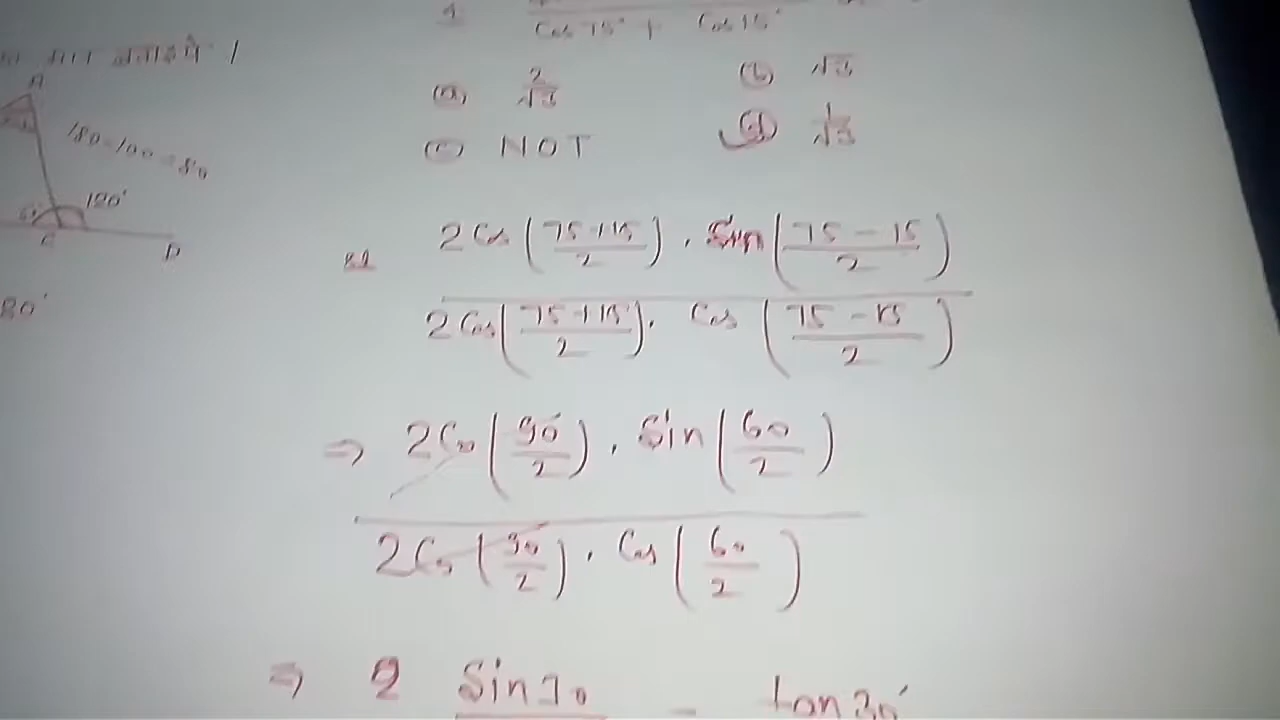 Cos 75° + Cos 15°
(a) 2/√3 (b) √3
(c) NOT (d) 1/√3
A
180-100=80
120°
C D
80°
2 Cos (75+15/2) . Sin (75-15/2)
2 Cos (75+15/2) . Cos (75-15/2)
⇒ 2 Co (90/2) . Sin (60/2)
2 Cos (90/2) . Cos (60/2)
⇒ Sin 30 = tan 30°